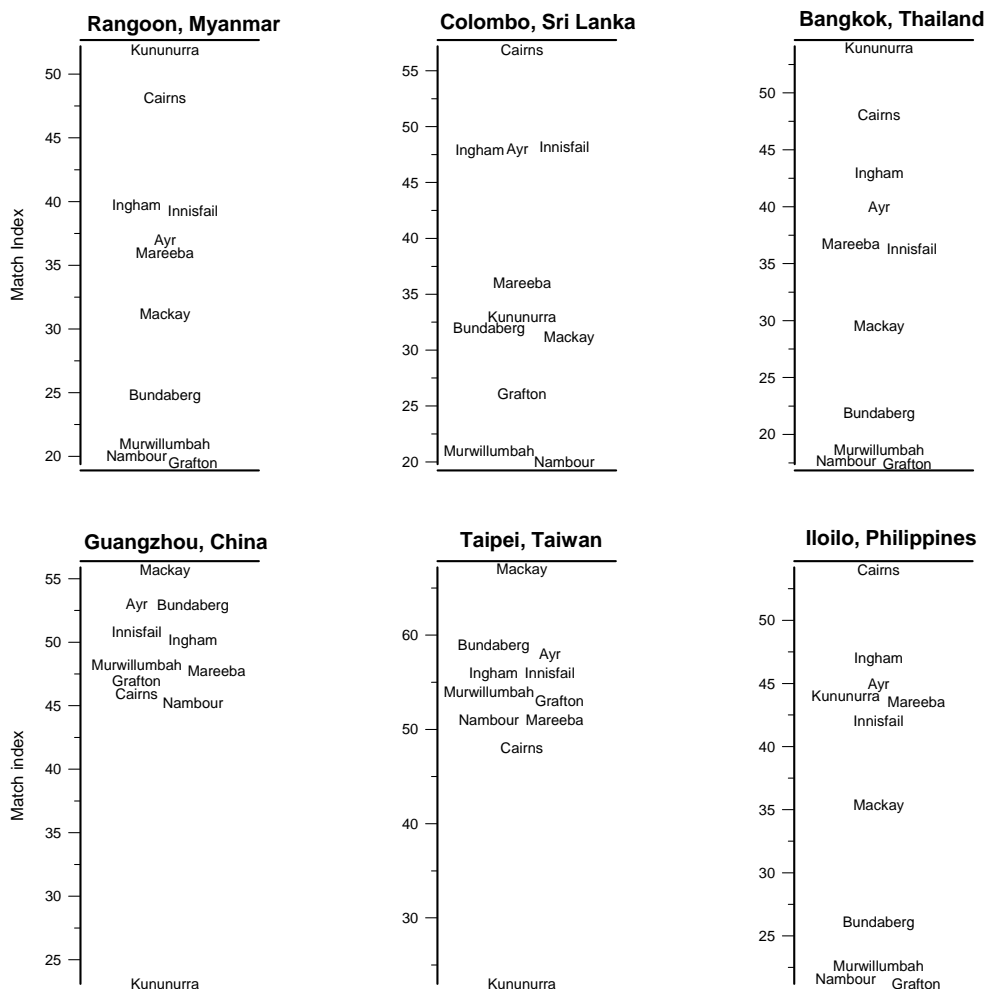 Rangoon, Myanmar
Match Index
50
45
40
35
30
25
20
Kununurra
Cairns
Ingham
Innisfail
Ayr
Mareeba
Mackay
Bundaberg
Murwillumbah
Nambour
Grafton
Colombo, Sri Lanka
55
50
45
40
35
30
25
20
Cairns
Ingham Ayr Innisfail
Mareeba
Kununurra
Bundaberg
Mackay
Grafton
Murwillumbah
Nambour
Bangkok, Thailand
50
45
40
35
30
25
20
Kununurra
Cairns
Ingham
Ayr
Mareeba
Innisfail
Mackay
Bundaberg
Murwillumbah
Nambour
Grafton
Guangzhou, China
Match index
55
50
45
40
35
30
25
Mackay
Ayr Bundaberg
Innisfail
Ingham
Murwillumbah
Mareeba
Grafton
Cairns
Nambour
Kununurra
Taipei, Taiwan
60
50
40
30
Mackay
Bundaberg
Ayr
Ingham Innisfail
Murwillumbah
Grafton
Nambour Mareeba
Cairns
Kununurra
Iloilo, Philippines
50
45
40
35
30
25
Cairns
Ingham
Ayr
Kununurra
Mareeba
Innisfail
Mackay
Bundaberg
Murwillumbah
Nambour
Grafton